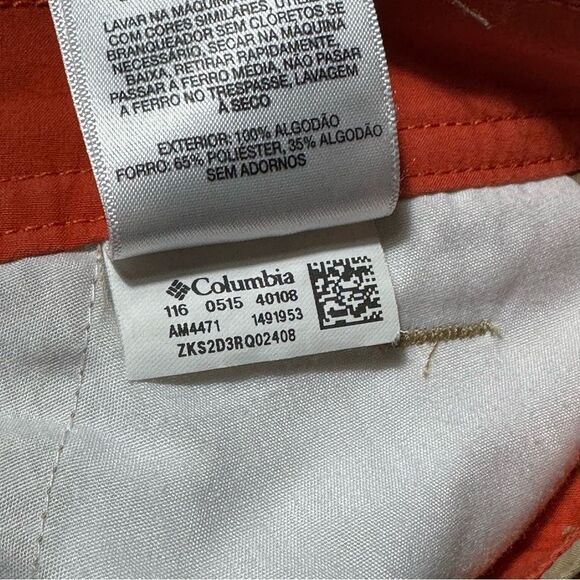 LAVAR NA MÁQUINA
COM CORES SIMILARES, UTILIZE
BRANQUEADOR SEM CLORETOS SE
NECESSÁRIO, SECAR NA MÁQUINA
BAIXA, RETIRAR RAPIDAMENTE,
PASSAR A FERRO MÉDIA, NÃO PASSAR
A FERRO NO TRESPASSE, LAVAGEM
À SECO
EXTERIOR: 100% ALGODÃO
FORRO: 65% POLIÉSTER, 35% ALGODÃO
SEM ADORNOS
Columbia
116 0515 40108
AM4471 1491953
ZKS2D3RQ02408